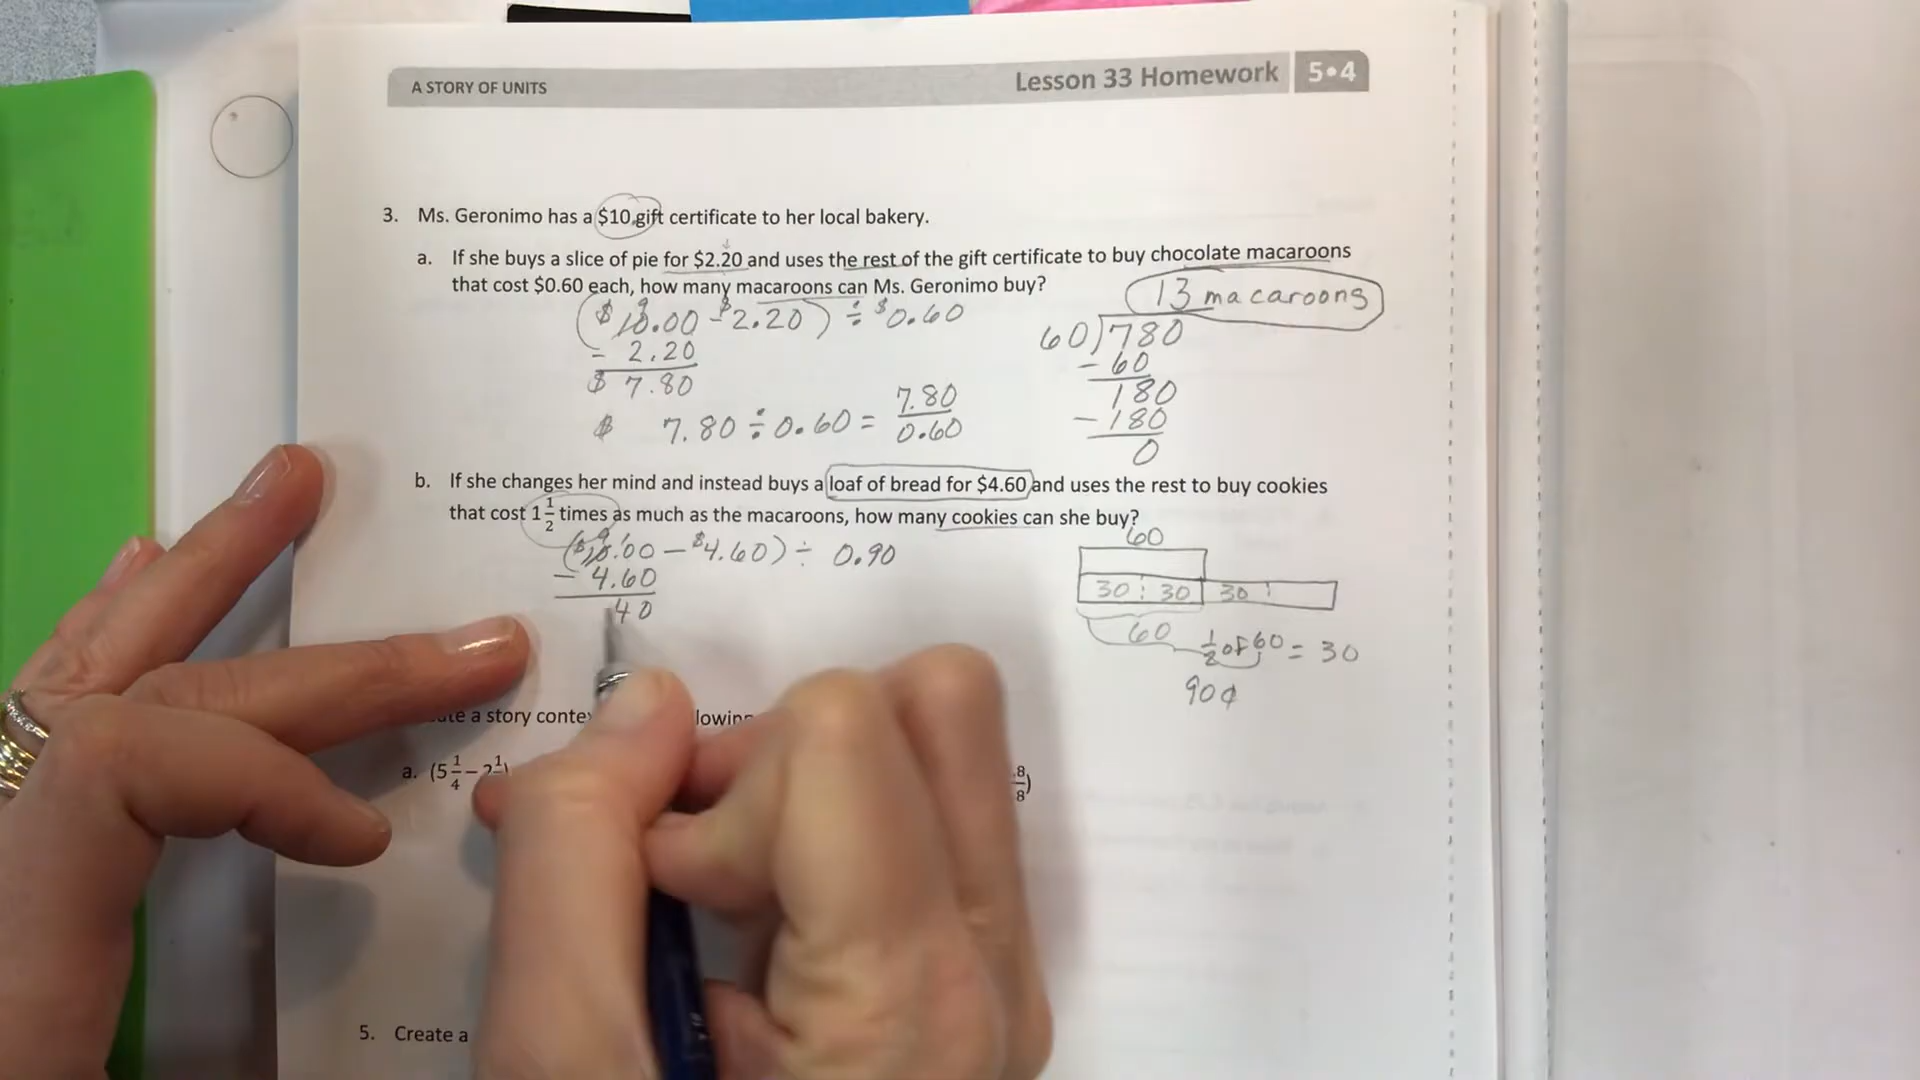 A STORY OF UNITS
Lesson 33 Homework 5•4
3. Ms. Geronimo has a $10 gift certificate to her local bakery.
a. If she buys a slice of pie for $2.20 and uses the rest of the gift certificate to buy chocolate macaroons
that cost $0.60 each, how many macaroons can Ms. Geronimo buy?
($10.00 - $2.20) ÷ $0.60
- 2.20
$ 7.80
$ 7.80 ÷ 0.60 = 7.80/0.60
13 macaroons
60)780
- 60
180
- 180
0
b. If she changes her mind and instead buys a loaf of bread for $4.60 and uses the rest to buy cookies
that cost 1 1/2 times as much as the macaroons, how many cookies can she buy?
($10.00 - $4.60) ÷ 0.90
- 4.60
40
60
30 30 30
60
1/2 of 60 = 30
90¢
a story
a. (5 1/4 - 2 1
8/8)
5. Create a